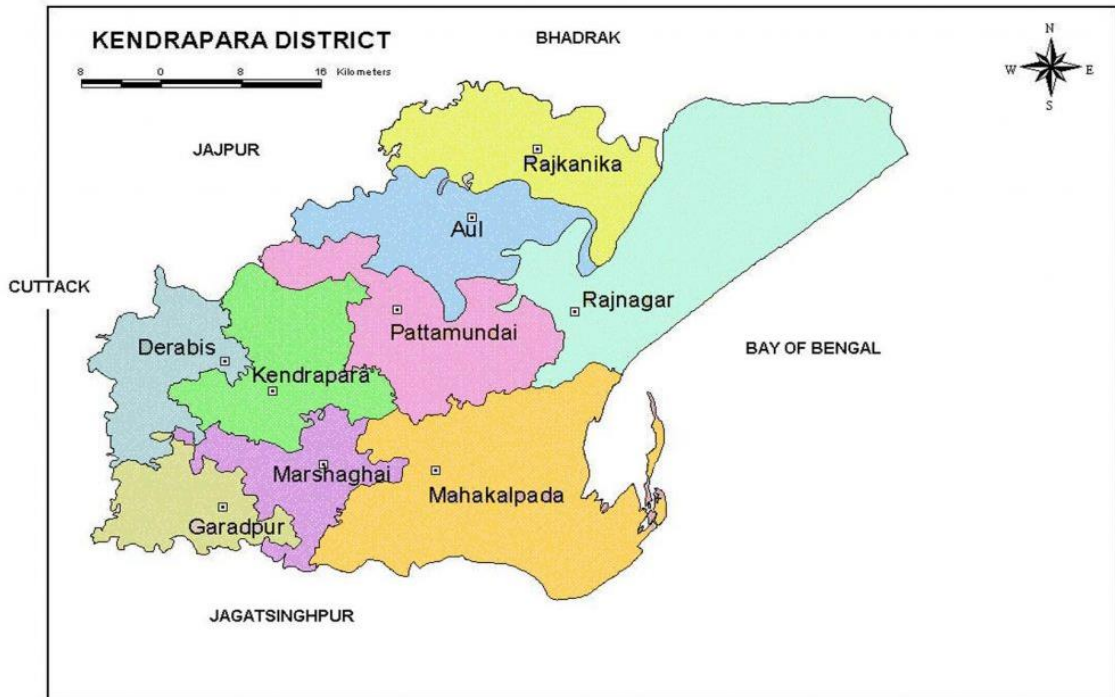 KENDRAPARA DISTRICT
8 0 8 16 Kilometers
BHADRAK
N
W E
S
JAJPUR
Rajkanika
Aul
CUTTACK
Rajnagar
Pattamundai
Derabis
BAY OF BENGAL
Kendrapara
Marshaghai
Mahakalpada
Garadpur
JAGATSINGHPUR